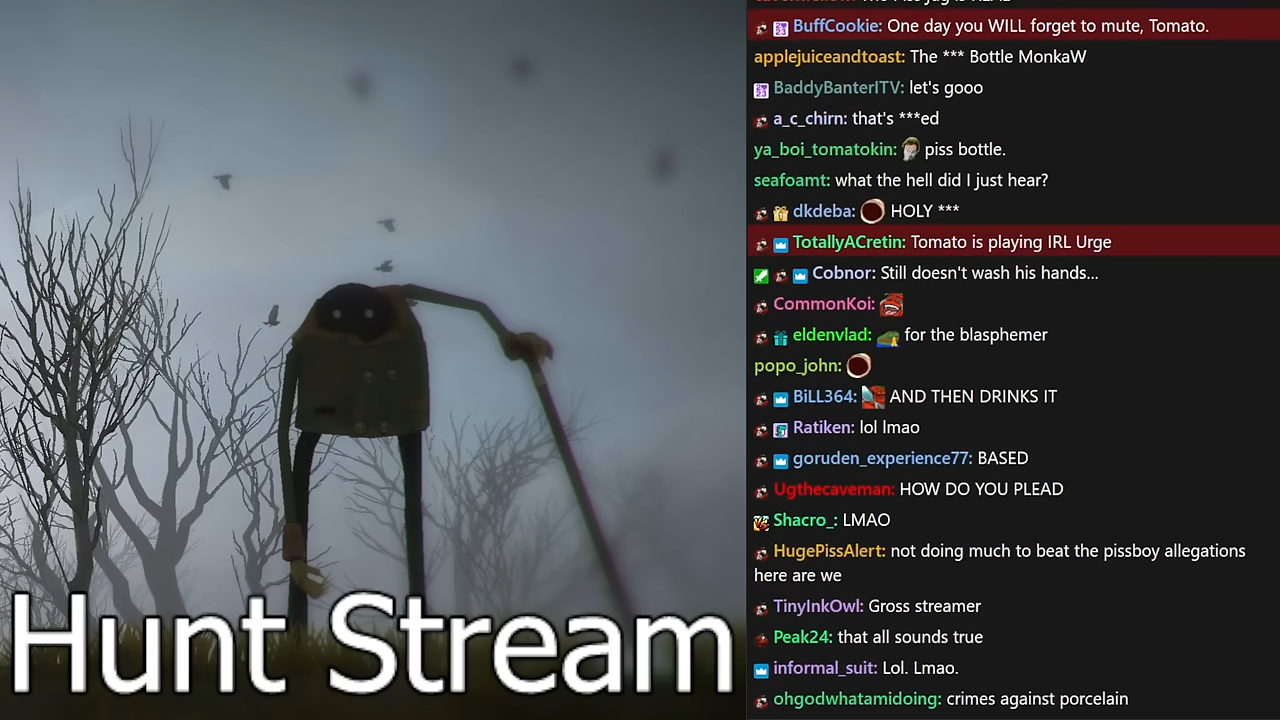 BuffCookie: One day you WILL forget to mute, Tomato.
applejuiceandtoast: The *** Bottle MonkaW
BaddyBanterITV: let's gooo
a_c_chirn: that's ***ed
ya_boi_tomatokin: piss bottle.
seafoamt: what the hell did I just hear?
dkdeba: HOLY ***
TotallyACretin: Tomato is playing IRL Urge
Cobnor: Still doesn't wash his hands...
CommonKoi:
eldenvlad: for the blasphemer
popo_john:
BiLL364: AND THEN DRINKS IT
Ratiken: lol lmao
goruden_experience77: BASED
Ugthecaveman: HOW DO YOU PLEAD
Shacro_: LMAO
HugePissAlert: not doing much to beat the pissboy allegations
here are we
TinyInkOwl: Gross streamer
Peak24: that all sounds true
informal_suit: Lol. Lmao.
ohgodwhatamidoing: crimes against porcelain
Hunt Stream